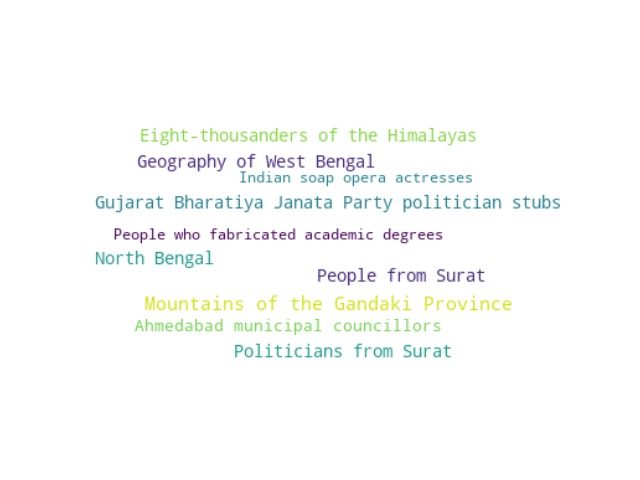 Eight-thousanders of the Himalayas
Geography of West Bengal
Indian soap opera actresses
Gujarat Bharatiya Janata Party politician stubs
People who fabricated academic degrees
North Bengal
People from Surat
Mountains of the Gandaki Province
Ahmedabad municipal councillors
Politicians from Surat